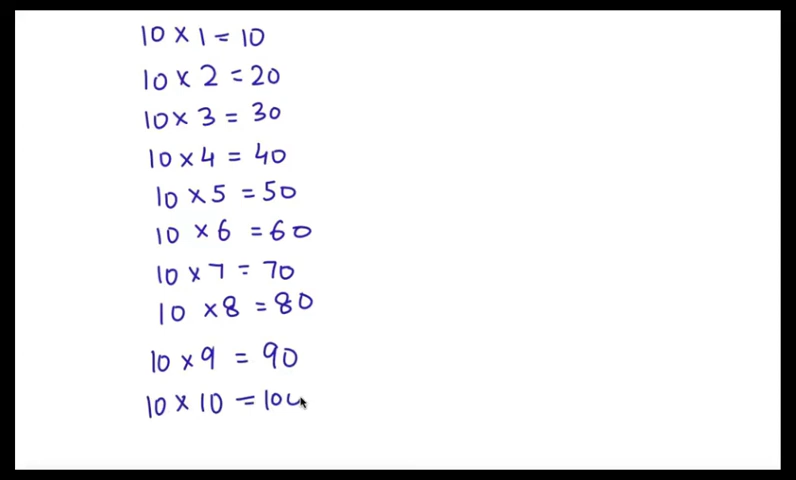 10 × 1 = 10
10 × 2 = 20
10 × 3 = 30
10 × 4 = 40
10 × 5 = 50
10 × 6 = 60
10 × 7 = 70
10 × 8 = 80
10 × 9 = 90
10 × 10 = 100